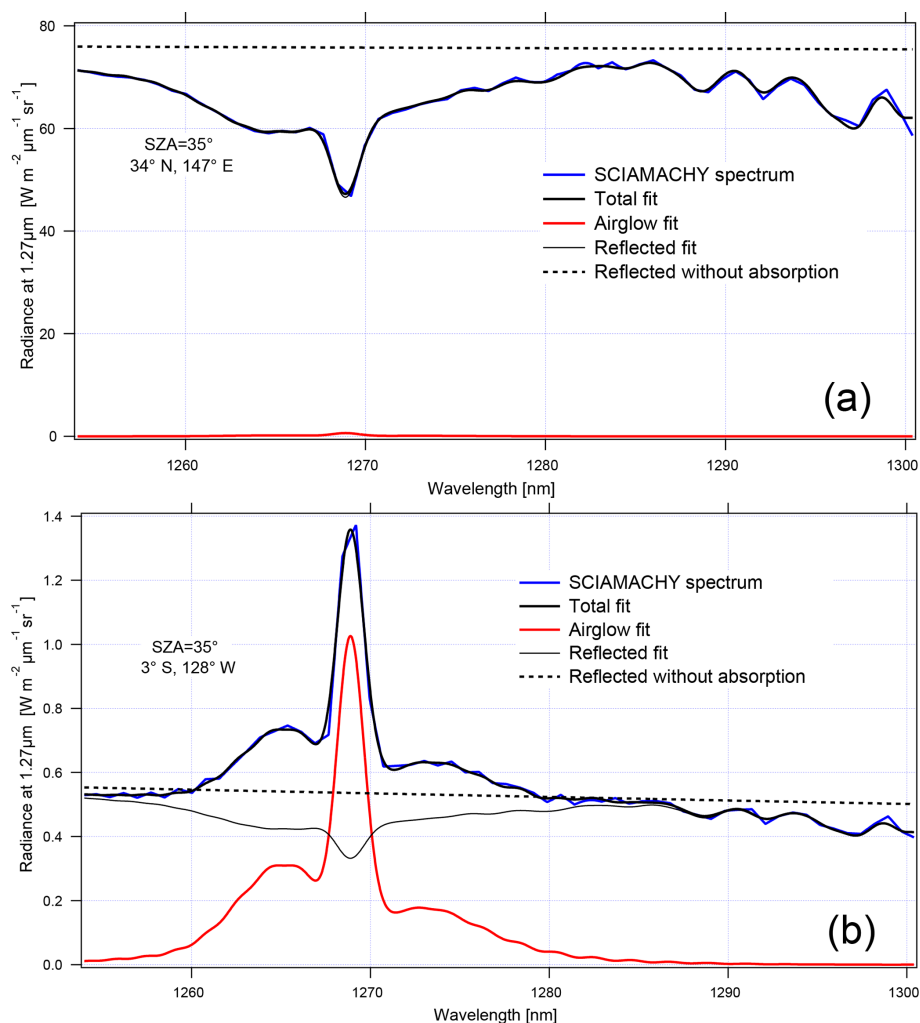 80
60
40
20
0
Radiance at 1.27µm [W m⁻² µm⁻¹ sr⁻¹]
SZA=35°
34° N, 147° E
SCIAMACHY spectrum
Total fit
Airglow fit
Reflected fit
Reflected without absorption
(a)
1260 1270 1280 1290 1300
Wavelength [nm]
1.4
1.2
1.0
0.8
0.6
0.4
0.2
0.0
Radiance at 1.27µm [W m⁻² µm⁻¹ sr⁻¹]
SZA=35°
3° S, 128° W
SCIAMACHY spectrum
Total fit
Airglow fit
Reflected fit
Reflected without absorption
(b)
1260 1270 1280 1290 1300
Wavelength [nm]